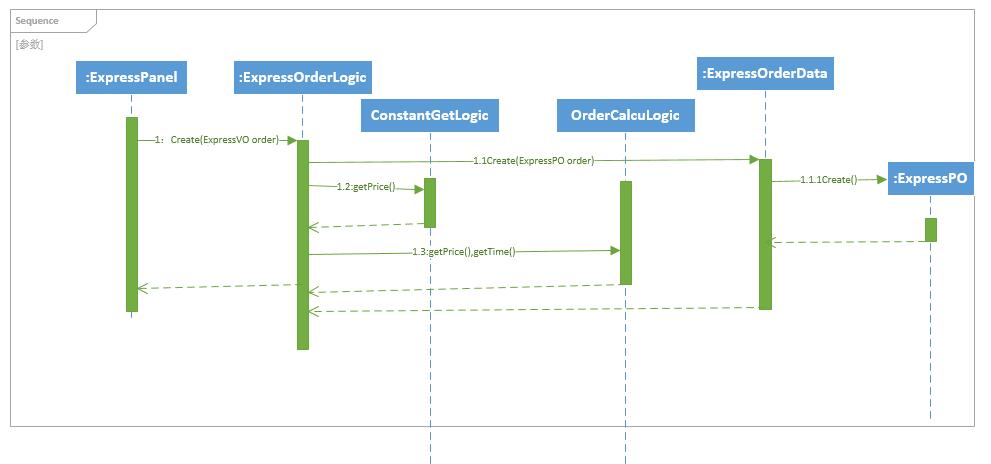 Sequence
[参数]
:ExpressPanel
:ExpressOrderLogic
:ExpressOrderData
ConstantGetLogic
OrderCalcuLogic
1： Create(ExpressVO order)
1.1Create(ExpressPO order)
1.2:getPrice()
1.1.1Create()
:ExpressPO
1.3:getPrice(),getTime()